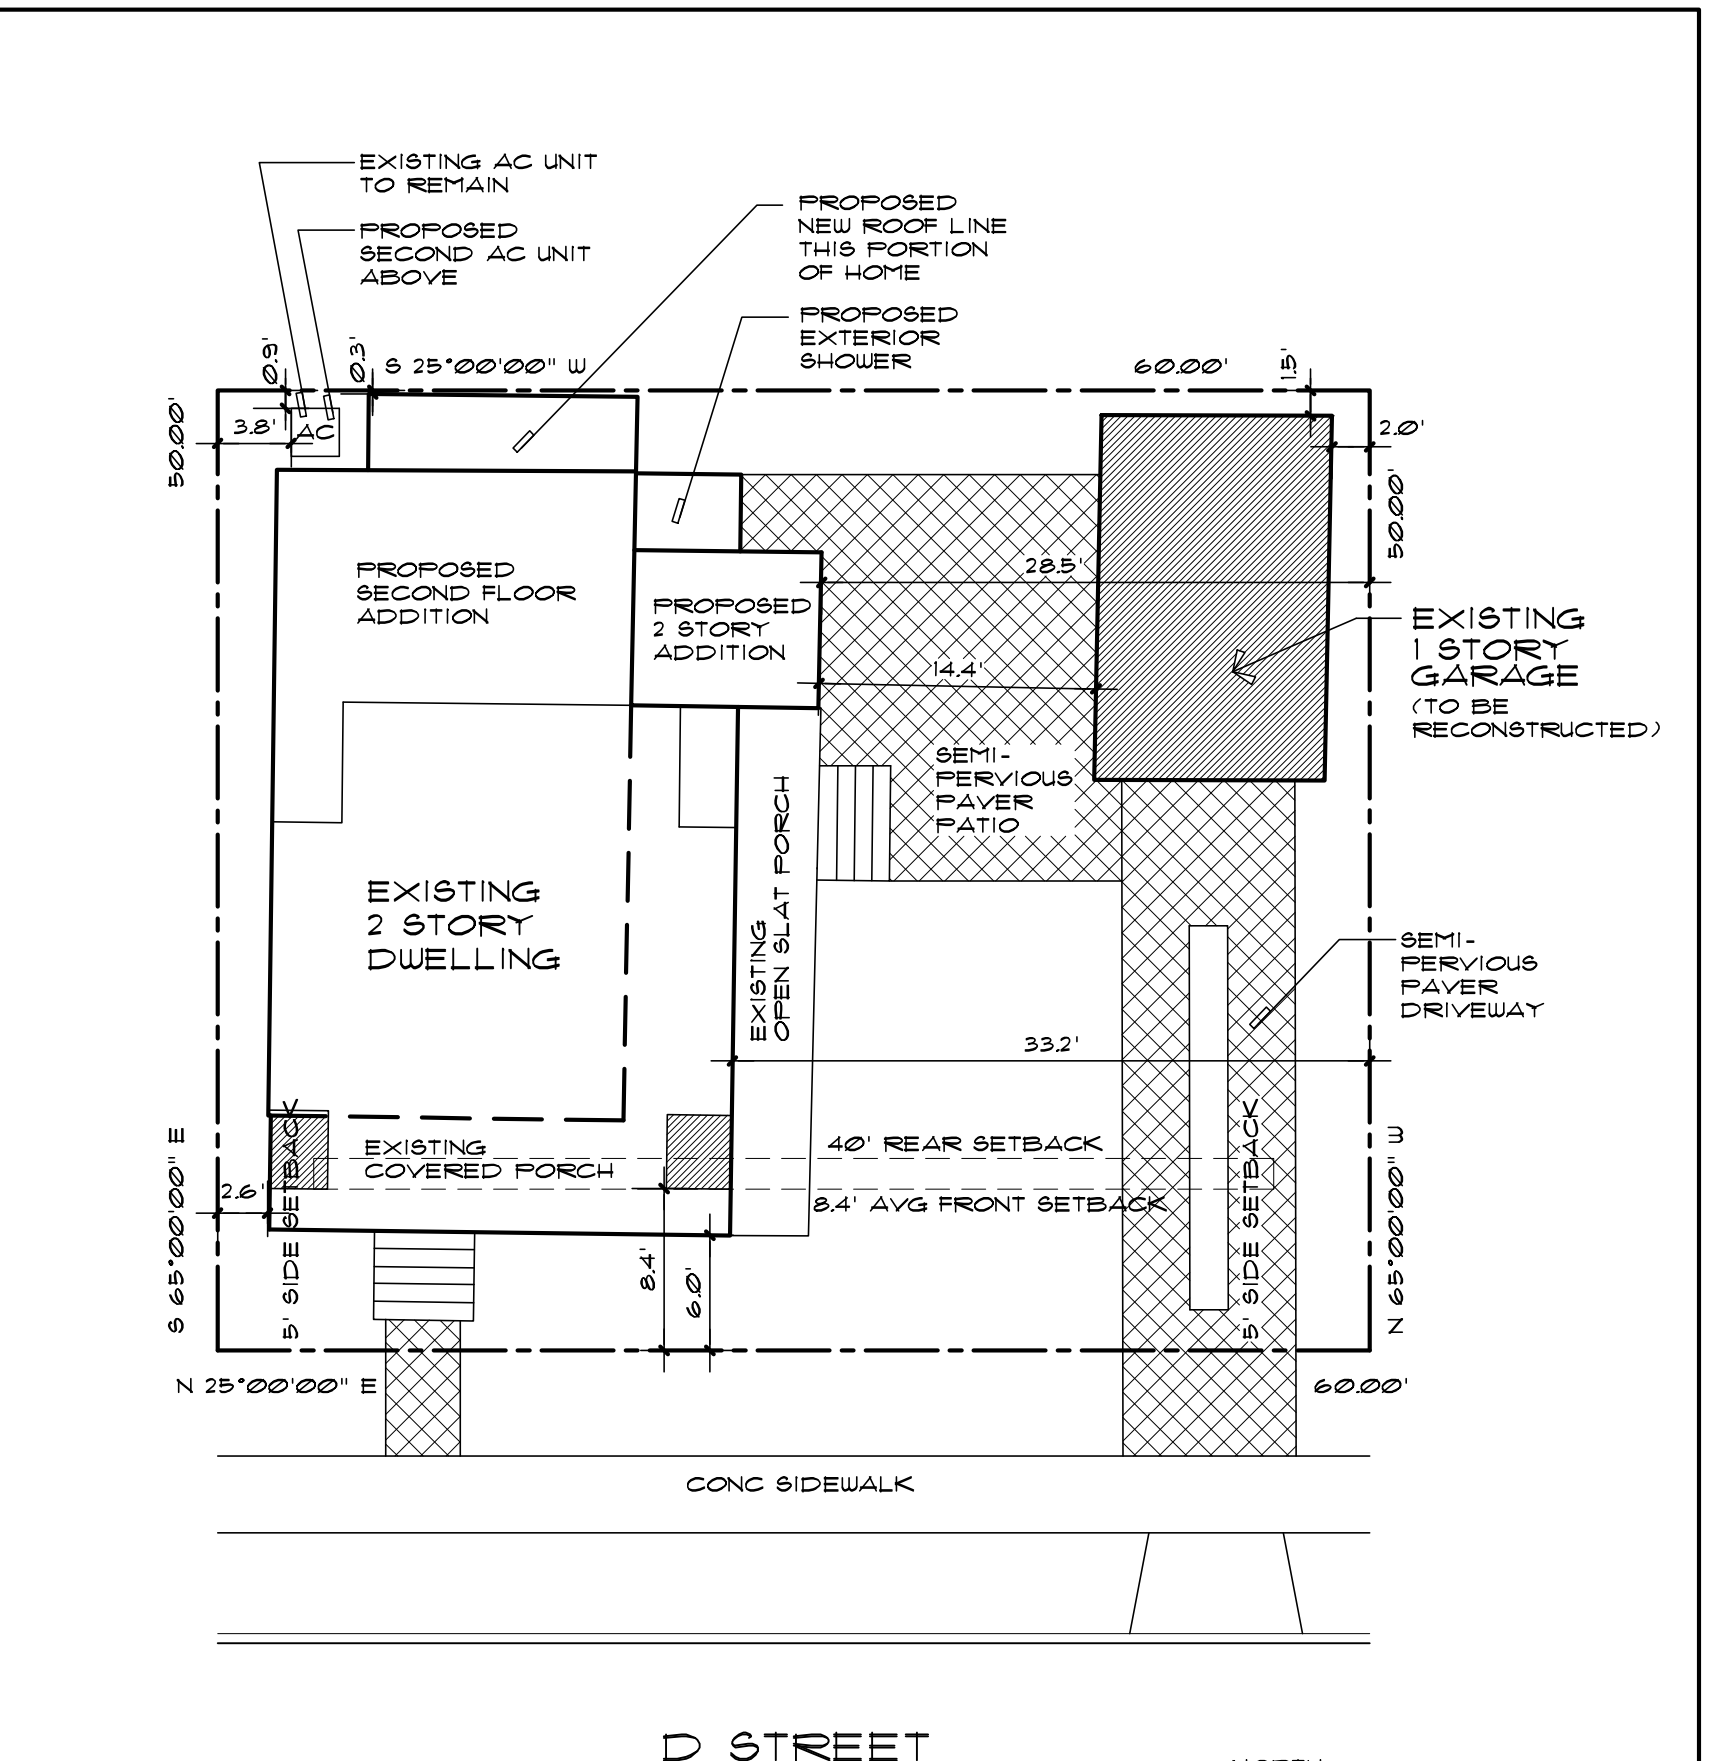 EXISTING AC UNIT
TO REMAIN
PROPOSED
SECOND AC UNIT
ABOVE
PROPOSED
NEW ROOF LINE
THIS PORTION
OF HOME
PROPOSED
EXTERIOR
SHOWER
0.9'
0.3'
S 25°00'00" W
60.00'
1.5'
50.00'
3.8'
AC
2.0'
50.00'
PROPOSED
SECOND FLOOR
ADDITION
PROPOSED
2 STORY
ADDITION
28.5'
14.4'
EXISTING
1 STORY
GARAGE
(TO BE
RECONSTRUCTED)
SEMI-
PERVIOUS
PAVER
PATIO
EXISTING
OPEN SLAT PORCH
EXISTING
2 STORY
DWELLING
SEMI-
PERVIOUS
PAVER
DRIVEWAY
33.2'
EXISTING
COVERED PORCH
40' REAR SETBACK
8.4' AVG FRONT SETBACK
2.6'
S 65°00'00" E
5' SIDE SETBACK
8.4'
6.0'
5' SIDE SETBACK
N 65°00'00" W
N 25°00'00" E
60.00'
CONC SIDEWALK
D STREET